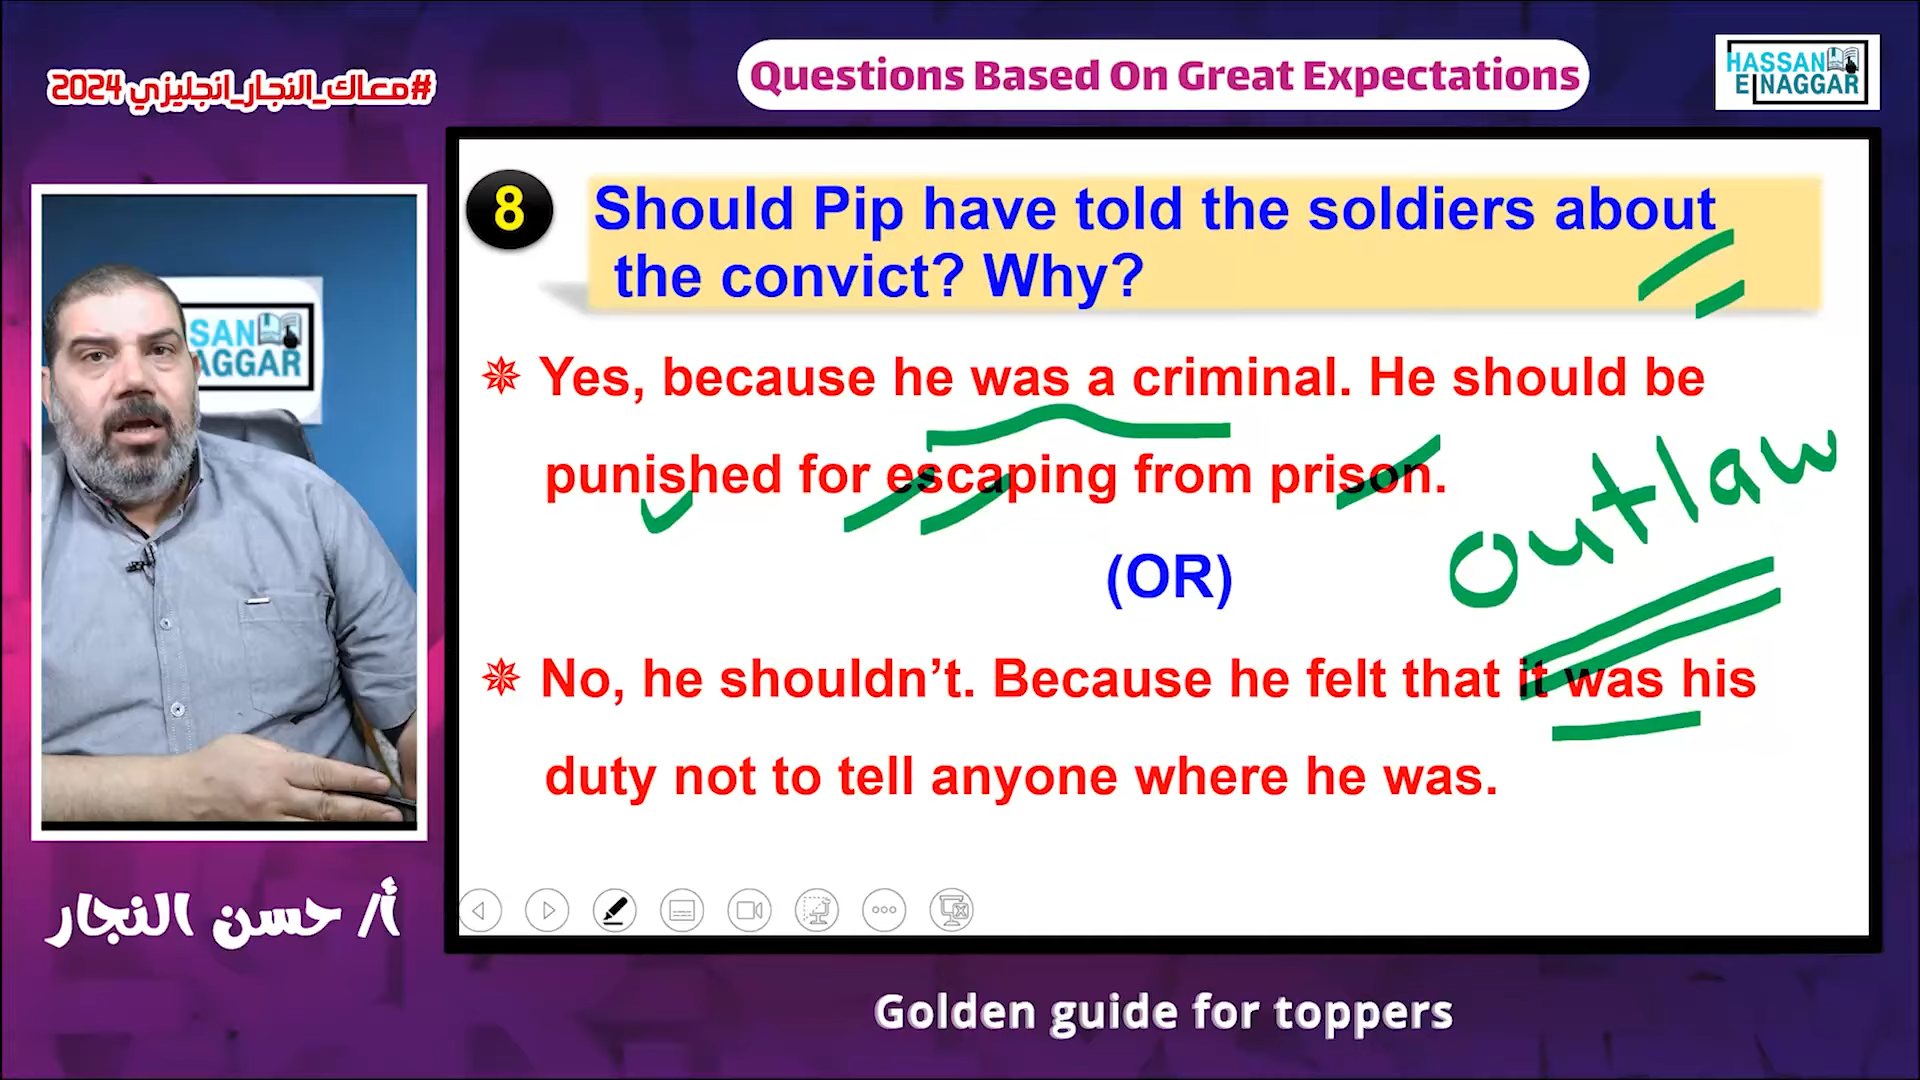 #معاك_النجار_انجليزي 2024
Questions Based On Great Expectations
HASSAN
ELNAGGAR
8
Should Pip have told the soldiers about
the convict? Why?
SAN
AGGAR
Yes, because he was a criminal. He should be
punished for escaping from prison.
outlaw
(OR)
No, he shouldn't. Because he felt that it was his
duty not to tell anyone where he was.
أ/ حسن النجار
Golden guide for toppers